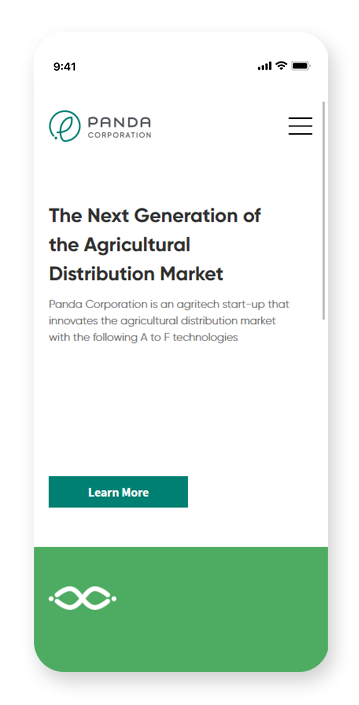 9:41
PANDA
CORPORATION
The Next Generation of
the Agricultural
Distribution Market
Panda Corporation is an agritech start-up that
innovates the agricultural distribution market
with the following A to F technologies
Learn More